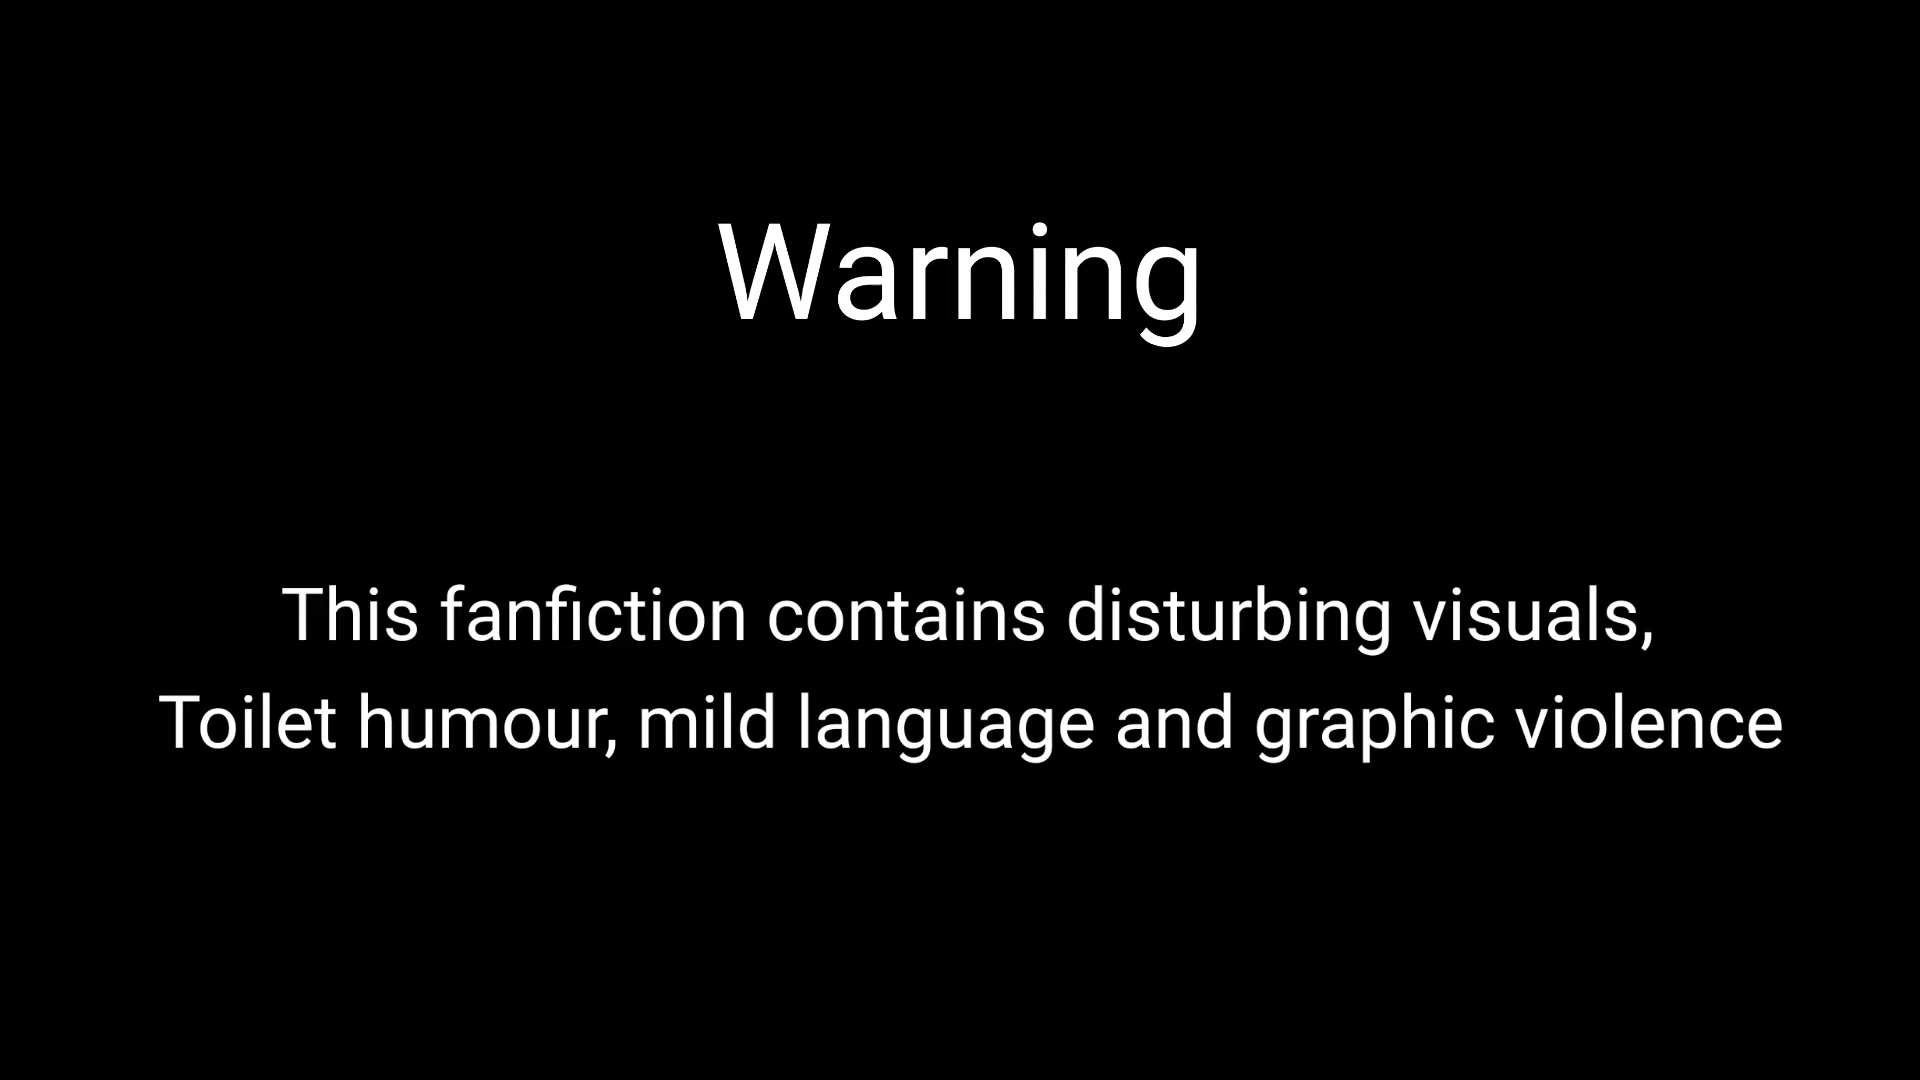 Warning
This fanfiction contains disturbing visuals,
Toilet humour, mild language and graphic violence